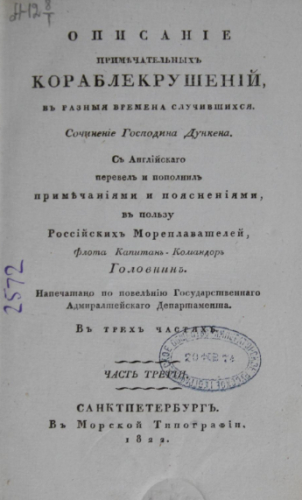 ОПИСАНІЕ
ПРИМѢЧАТЕЛЬНЫХЪ
КОРАБЛЕКРУШЕНІЙ,
ВЪ РАЗНЫЯ ВРЕМЕНА СЛУЧИВШИХСЯ.
Сочиненіе Господина Дункена.
Съ Англійскаго
перевелъ и пополнилъ
примѣчаніями и поясненіями,
въ пользу
Россійскихъ Мореплавателей,
Флота Капитанъ-Командоръ
Головнинъ.
Напечатано по повелѣнію Государственнаго
Адмиралтейскаго Департамента.
Въ трехъ частяхъ.
ЧАСТЬ ТРЕТІЯ.
САНКТПЕТЕРБУРГЪ.
Въ Морской Типографіи.
1822.
2572